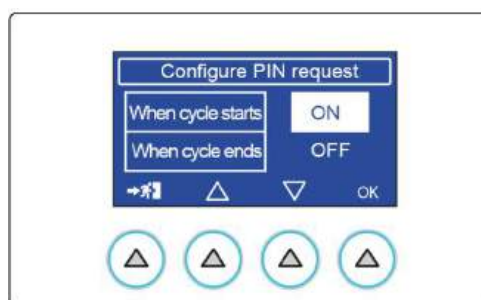 Configure PIN request
When cycle starts ON
When cycle ends OFF
OK